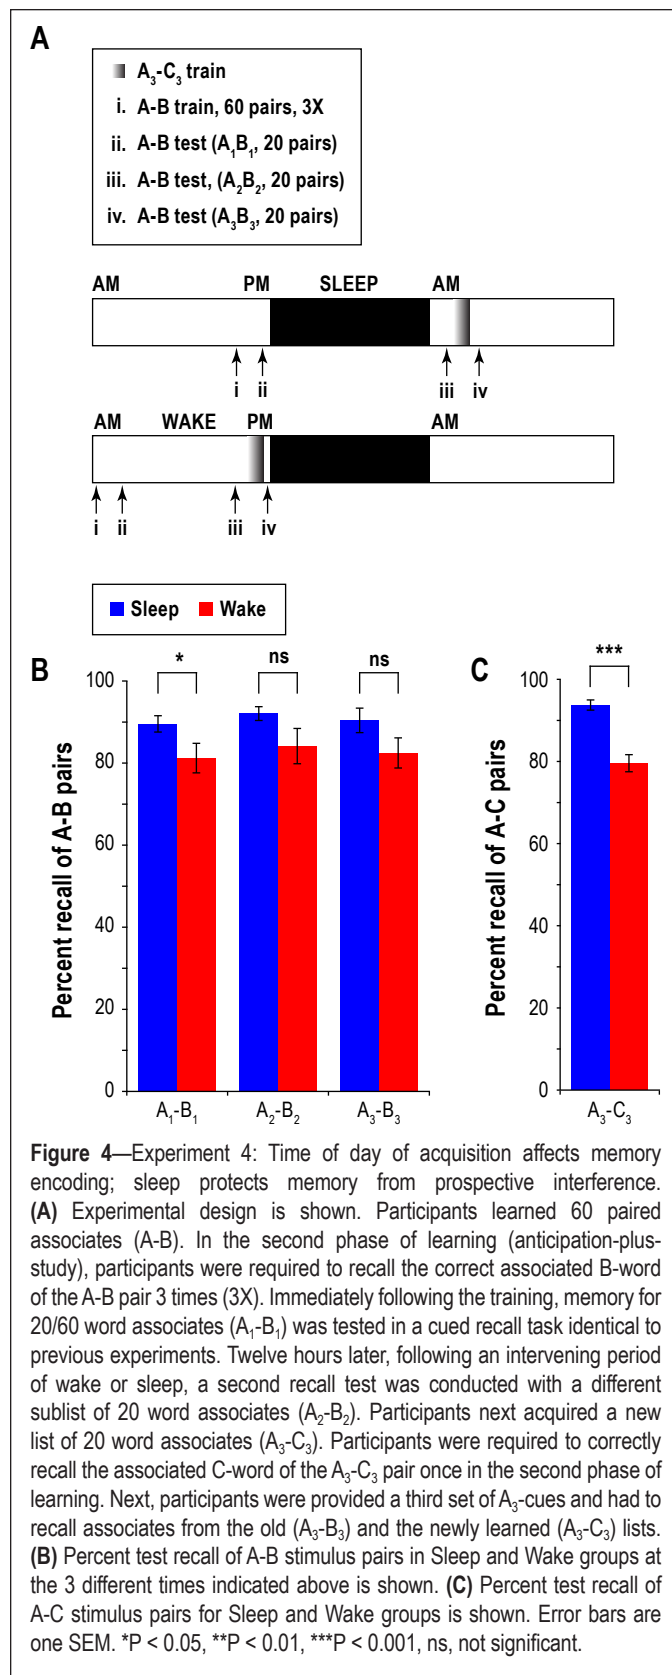 A
A₃-C₃ train
i. A-B train, 60 pairs, 3X
ii. A-B test (A₁B₁, 20 pairs)
iii. A-B test, (A₂B₂, 20 pairs)
iv. A-B test (A₃B₃, 20 pairs)
AM PM SLEEP AM
i ii iii iv
AM WAKE PM AM
i ii iii iv
Sleep Wake
B
Percent recall of A-B pairs
100
80
60
40
20
0
* ns ns
A₁-B₁ A₂-B₂ A₃-B₃
C
Percent recall of A-C pairs
100
80
60
40
20
0
***
A₃-C₃
Figure 4—Experiment 4: Time of day of acquisition affects memory
encoding; sleep protects memory from prospective interference.
(A) Experimental design is shown. Participants learned 60 paired
associates (A-B). In the second phase of learning (anticipation-plus-
study), participants were required to recall the correct associated B-word
of the A-B pair 3 times (3X). Immediately following the training, memory for
20/60 word associates (A₁-B₁) was tested in a cued recall task identical to
previous experiments. Twelve hours later, following an intervening period
of wake or sleep, a second recall test was conducted with a different
sublist of 20 word associates (A₂-B₂). Participants next acquired a new
list of 20 word associates (A₃-C₃). Participants were required to correctly
recall the associated C-word of the A₃-C₃ pair once in the second phase of
learning. Next, participants were provided a third set of A₃-cues and had to
recall associates from the old (A₃-B₃) and the newly learned (A₃-C₃) lists.
(B) Percent test recall of A-B stimulus pairs in Sleep and Wake groups at
the 3 different times indicated above is shown. (C) Percent test recall of
A-C stimulus pairs for Sleep and Wake groups is shown. Error bars are
one SEM. *P < 0.05, **P < 0.01, ***P < 0.001, ns, not significant.